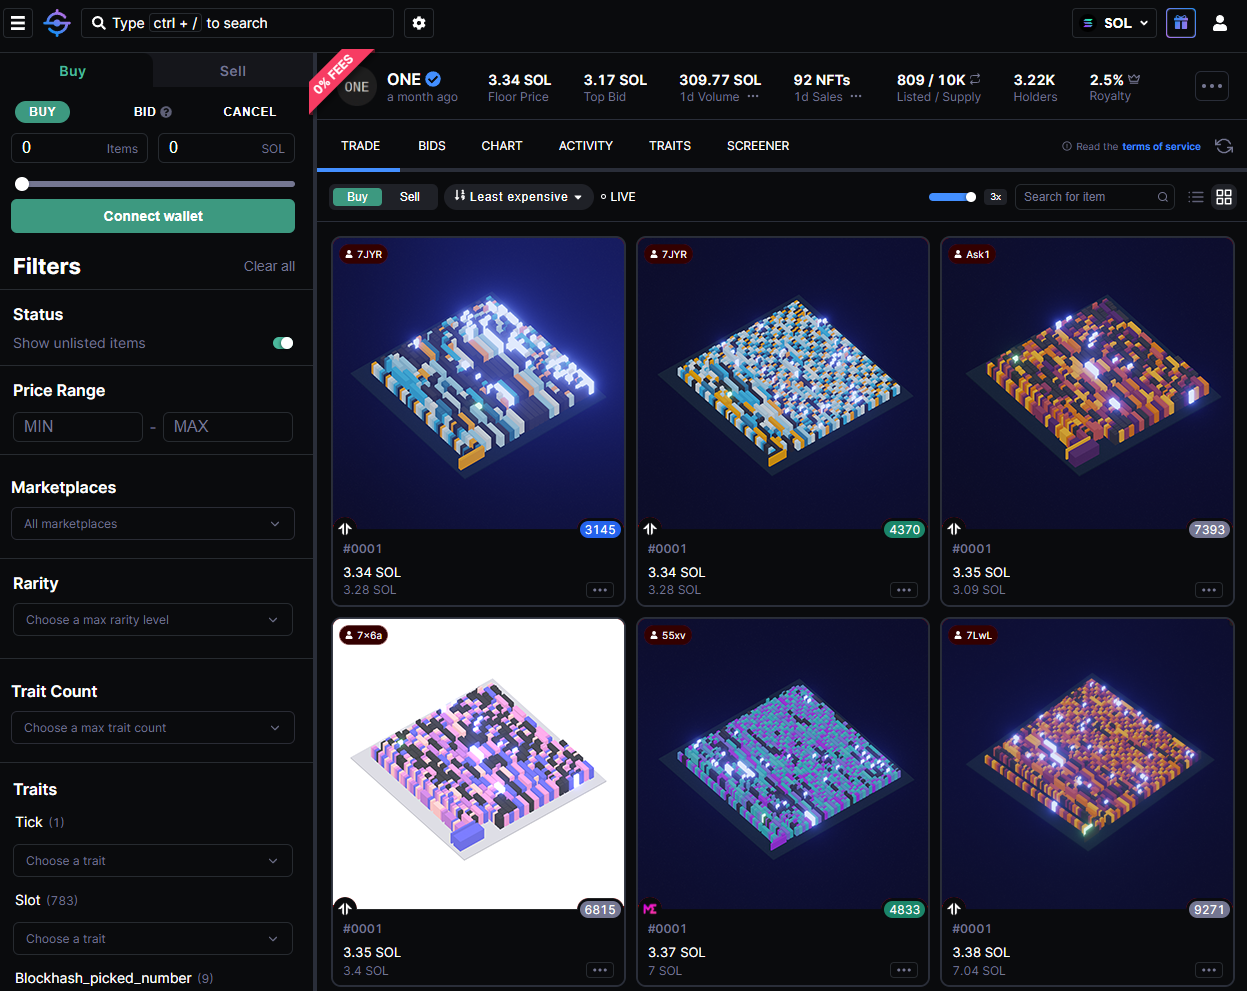 Type ctrl + / to search
SOL
Buy
Sell
BUY
BID
CANCEL
0 Items
0 SOL
Connect wallet
Filters
Clear all
Status
Show unlisted items
Price Range
MIN - MAX
Marketplaces
All marketplaces
Rarity
Choose a max rarity level
Trait Count
Choose a max trait count
Traits
Tick (1)
Choose a trait
Slot (783)
Choose a trait
Blockhash_picked_number (9)
0% FEES
ONE
ONE
a month ago
3.34 SOL
Floor Price
3.17 SOL
Top Bid
309.77 SOL
1d Volume
92 NFTs
1d Sales
809 / 10K
Listed / Supply
3.22K
Holders
2.5%
Royalty
TRADE
BIDS
CHART
ACTIVITY
TRAITS
SCREENER
Read the terms of service
Buy
Sell
Least expensive
LIVE
3x
Search for item
7JYR
3145
#0001
3.34 SOL
3.28 SOL
7JYR
4370
#0001
3.34 SOL
3.28 SOL
Ask1
7393
#0001
3.35 SOL
3.09 SOL
7x6a
6815
#0001
3.35 SOL
3.4 SOL
55xv
4833
#0001
3.37 SOL
7 SOL
7LwL
9271
#0001
3.38 SOL
7.04 SOL